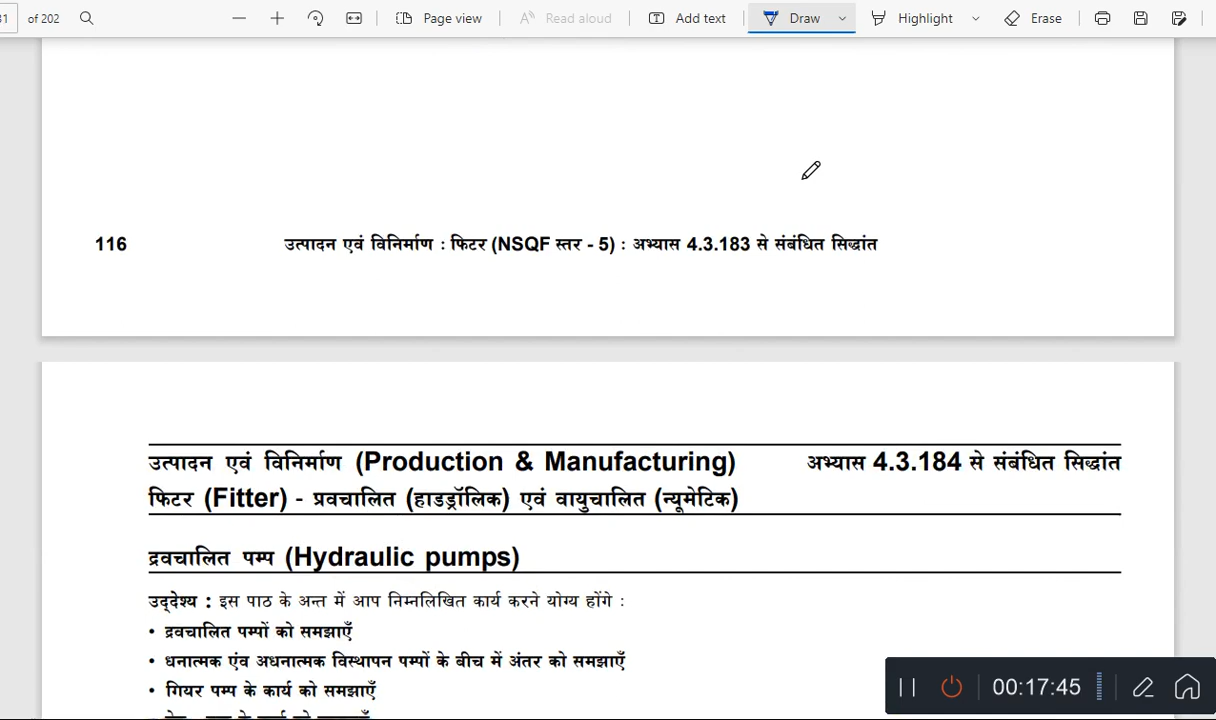 31 of 202 Page view Read aloud Add text Draw Highlight Erase
116 उत्पादन एवं विनिर्माण : फिटर (NSQF स्तर - 5) : अभ्यास 4.3.183 से संबंधित सिद्धांत
उत्पादन एवं विनिर्माण (Production & Manufacturing) अभ्यास 4.3.184 से संबंधित सिद्धांत
फिटर (Fitter) - प्रवचालित (हाडड्रॉलिक) एवं वायुचालित (न्यूमेटिक)
द्रवचालित पम्प (Hydraulic pumps)
उद्देश्य : इस पाठ के अन्त में आप निम्नलिखित कार्य करने योग्य होंगे :
• द्रवचालित पम्पों को समझाएँ
• धनात्मक एंव अधनात्मक विस्थापन पम्पों के बीच में अंतर को समझाएँ
• गियर पम्प के कार्य को समझाएँ
00:17:45